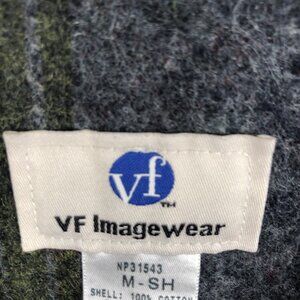 vf
TM
VF Imagewear
NP31543
M-SH
SHELL: 100% COTTON